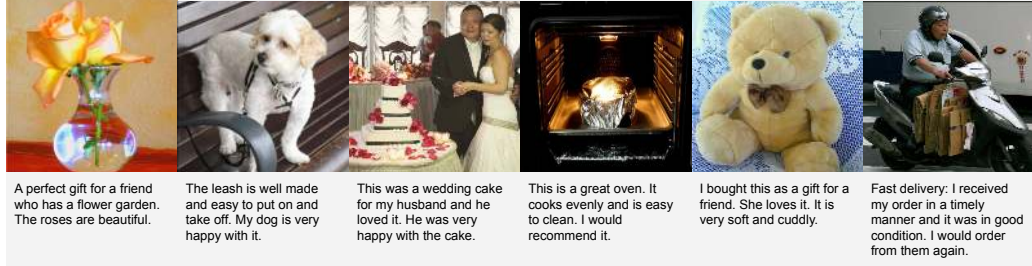 A perfect gift for a friend
who has a flower garden.
The roses are beautiful.
The leash is well made
and easy to put on and
take off. My dog is very
happy with it.
This was a wedding cake
for my husband and he
loved it. He was very
happy with the cake.
This is a great oven. It
cooks evenly and is easy
to clean. I would
recommend it.
I bought this as a gift for a
friend. She loves it. It is
very soft and cuddly.
Fast delivery: I received
my order in a timely
manner and it was in good
condition. I would order
from them again.